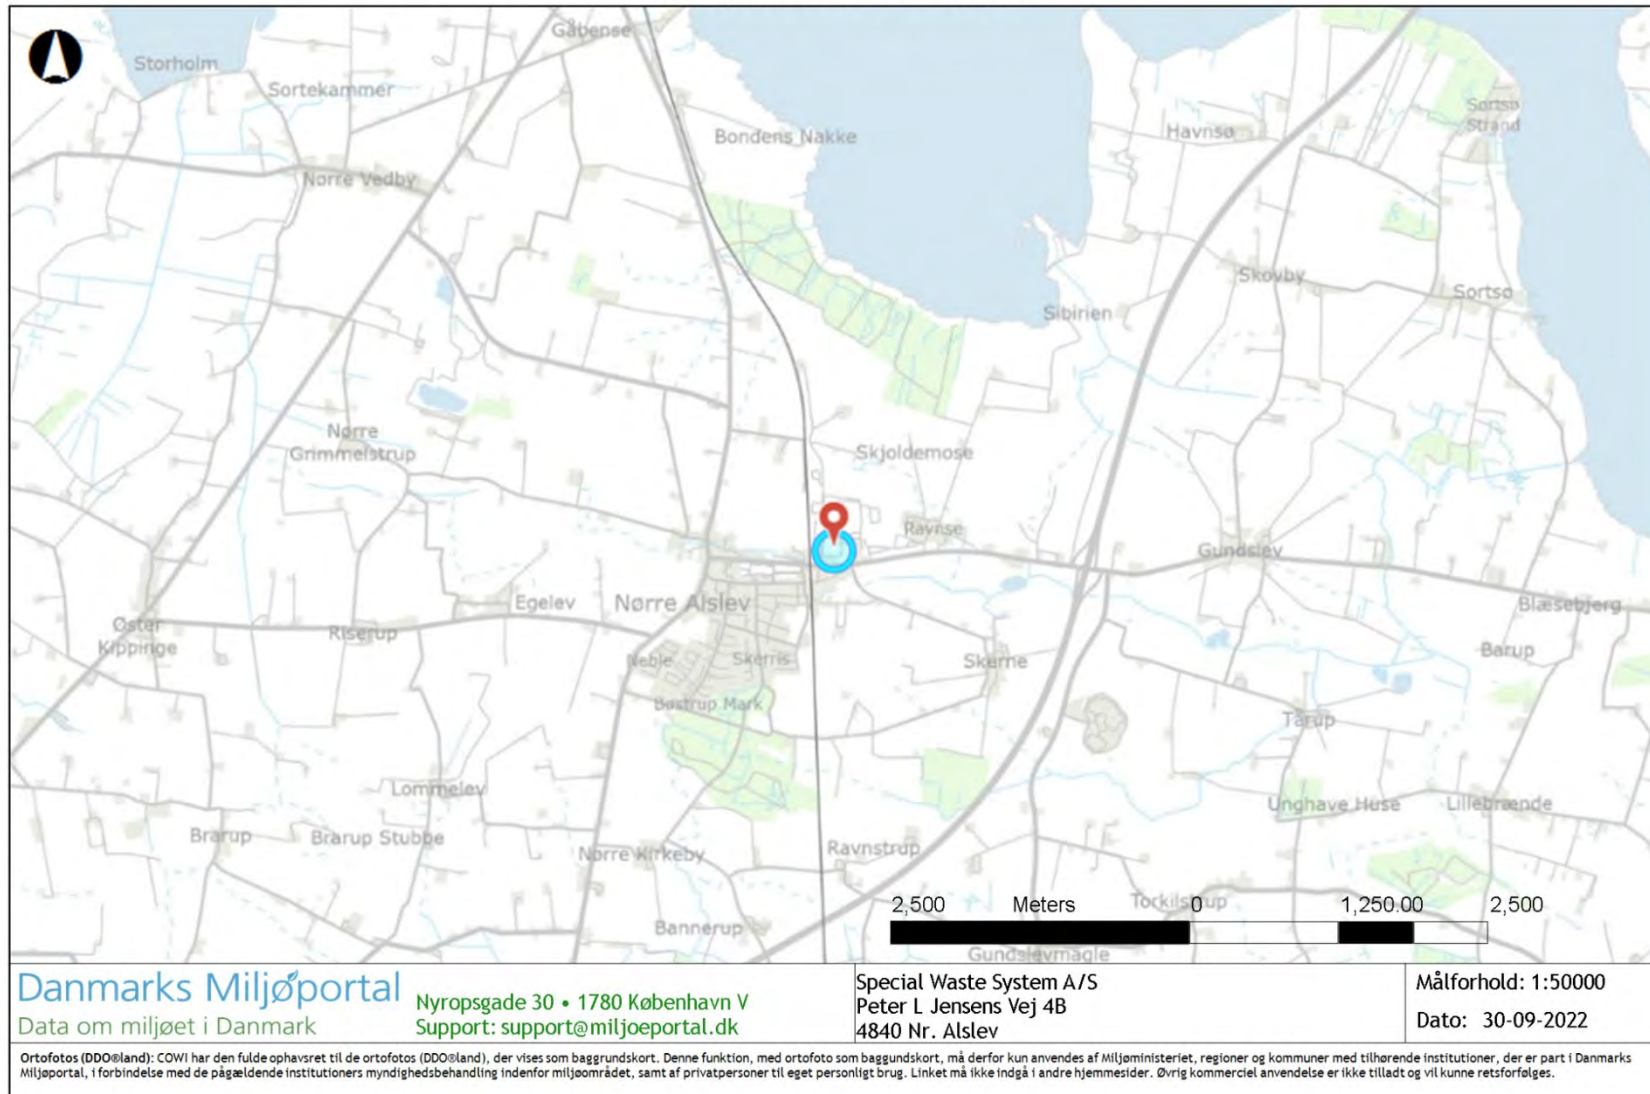 Gåbense
Storholm
Sortekammer
Bondens Nakke
Havnsø
Sortsø
Strand
Nørre Vedby
Skovby
Sortsø
Sibirien
Nørre
Grimmelstrup
Skjoldemose
Ravnse
Gundslev
Egelev
Nørre Alslev
Blæsebjerg
Øster
Kippinge
Riserup
Neble
Skerris
Skerne
Barup
Bøstrup Mark
Tårup
Lommelev
Unghave Huse
Lillebrænde
Brarup
Brarup Stubbe
Nørre Kirkeby
Ravnstrup
Torkilstrup
Bannerup
Gundslevmagle
2,500 Meters 0 1,250.00 2,500
Danmarks Miljøportal
Data om miljøet i Danmark
Nyropsgade 30 • 1780 København V
Support: support@miljoeportal.dk
Special Waste System A/S
Peter L Jensens Vej 4B
4840 Nr. Alslev
Målforhold: 1:50000
Dato: 30-09-2022
Ortofotos (DDO®land): COWI har den fulde ophavsret til de ortofotos (DDO®land), der vises som baggrundskort. Denne funktion, med ortofoto som baggundskort, må derfor kun anvendes af Miljøministeriet, regioner og kommuner med tilhørende institutioner, der er part i Danmarks
Miljøportal, i forbindelse med de pågældende institutioners myndighedsbehandling indenfor miljøområdet, samt af privatpersoner til eget personligt brug. Linket må ikke indgå i andre hjemmesider. Øvrig kommerciel anvendelse er ikke tilladt og vil kunne retsforfølges.